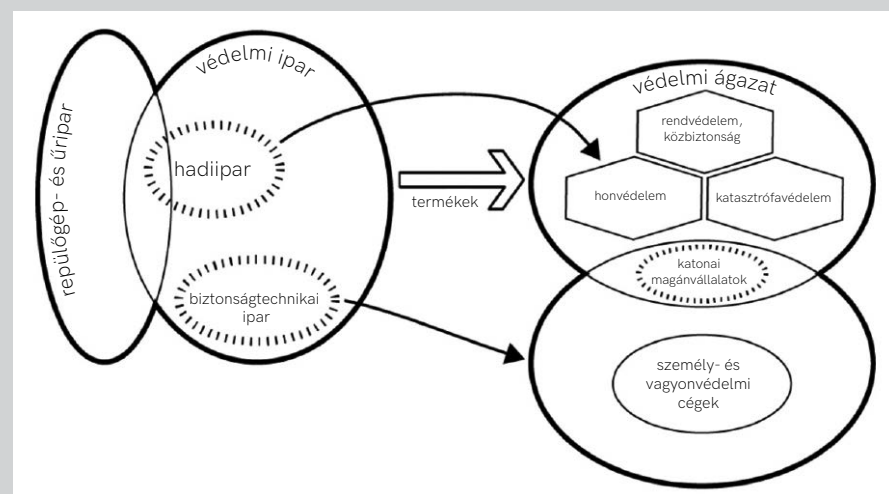 repülőgép- és űripar
védelmi ipar
hadiipar
biztonságtechnikai
ipar
termékek
védelmi ágazat
rendvédelem,
közbiztonság
honvédelem
katasztrófavédelem
katonai
magánvállalatok
személy- és
vagyonvédelmi
cégek